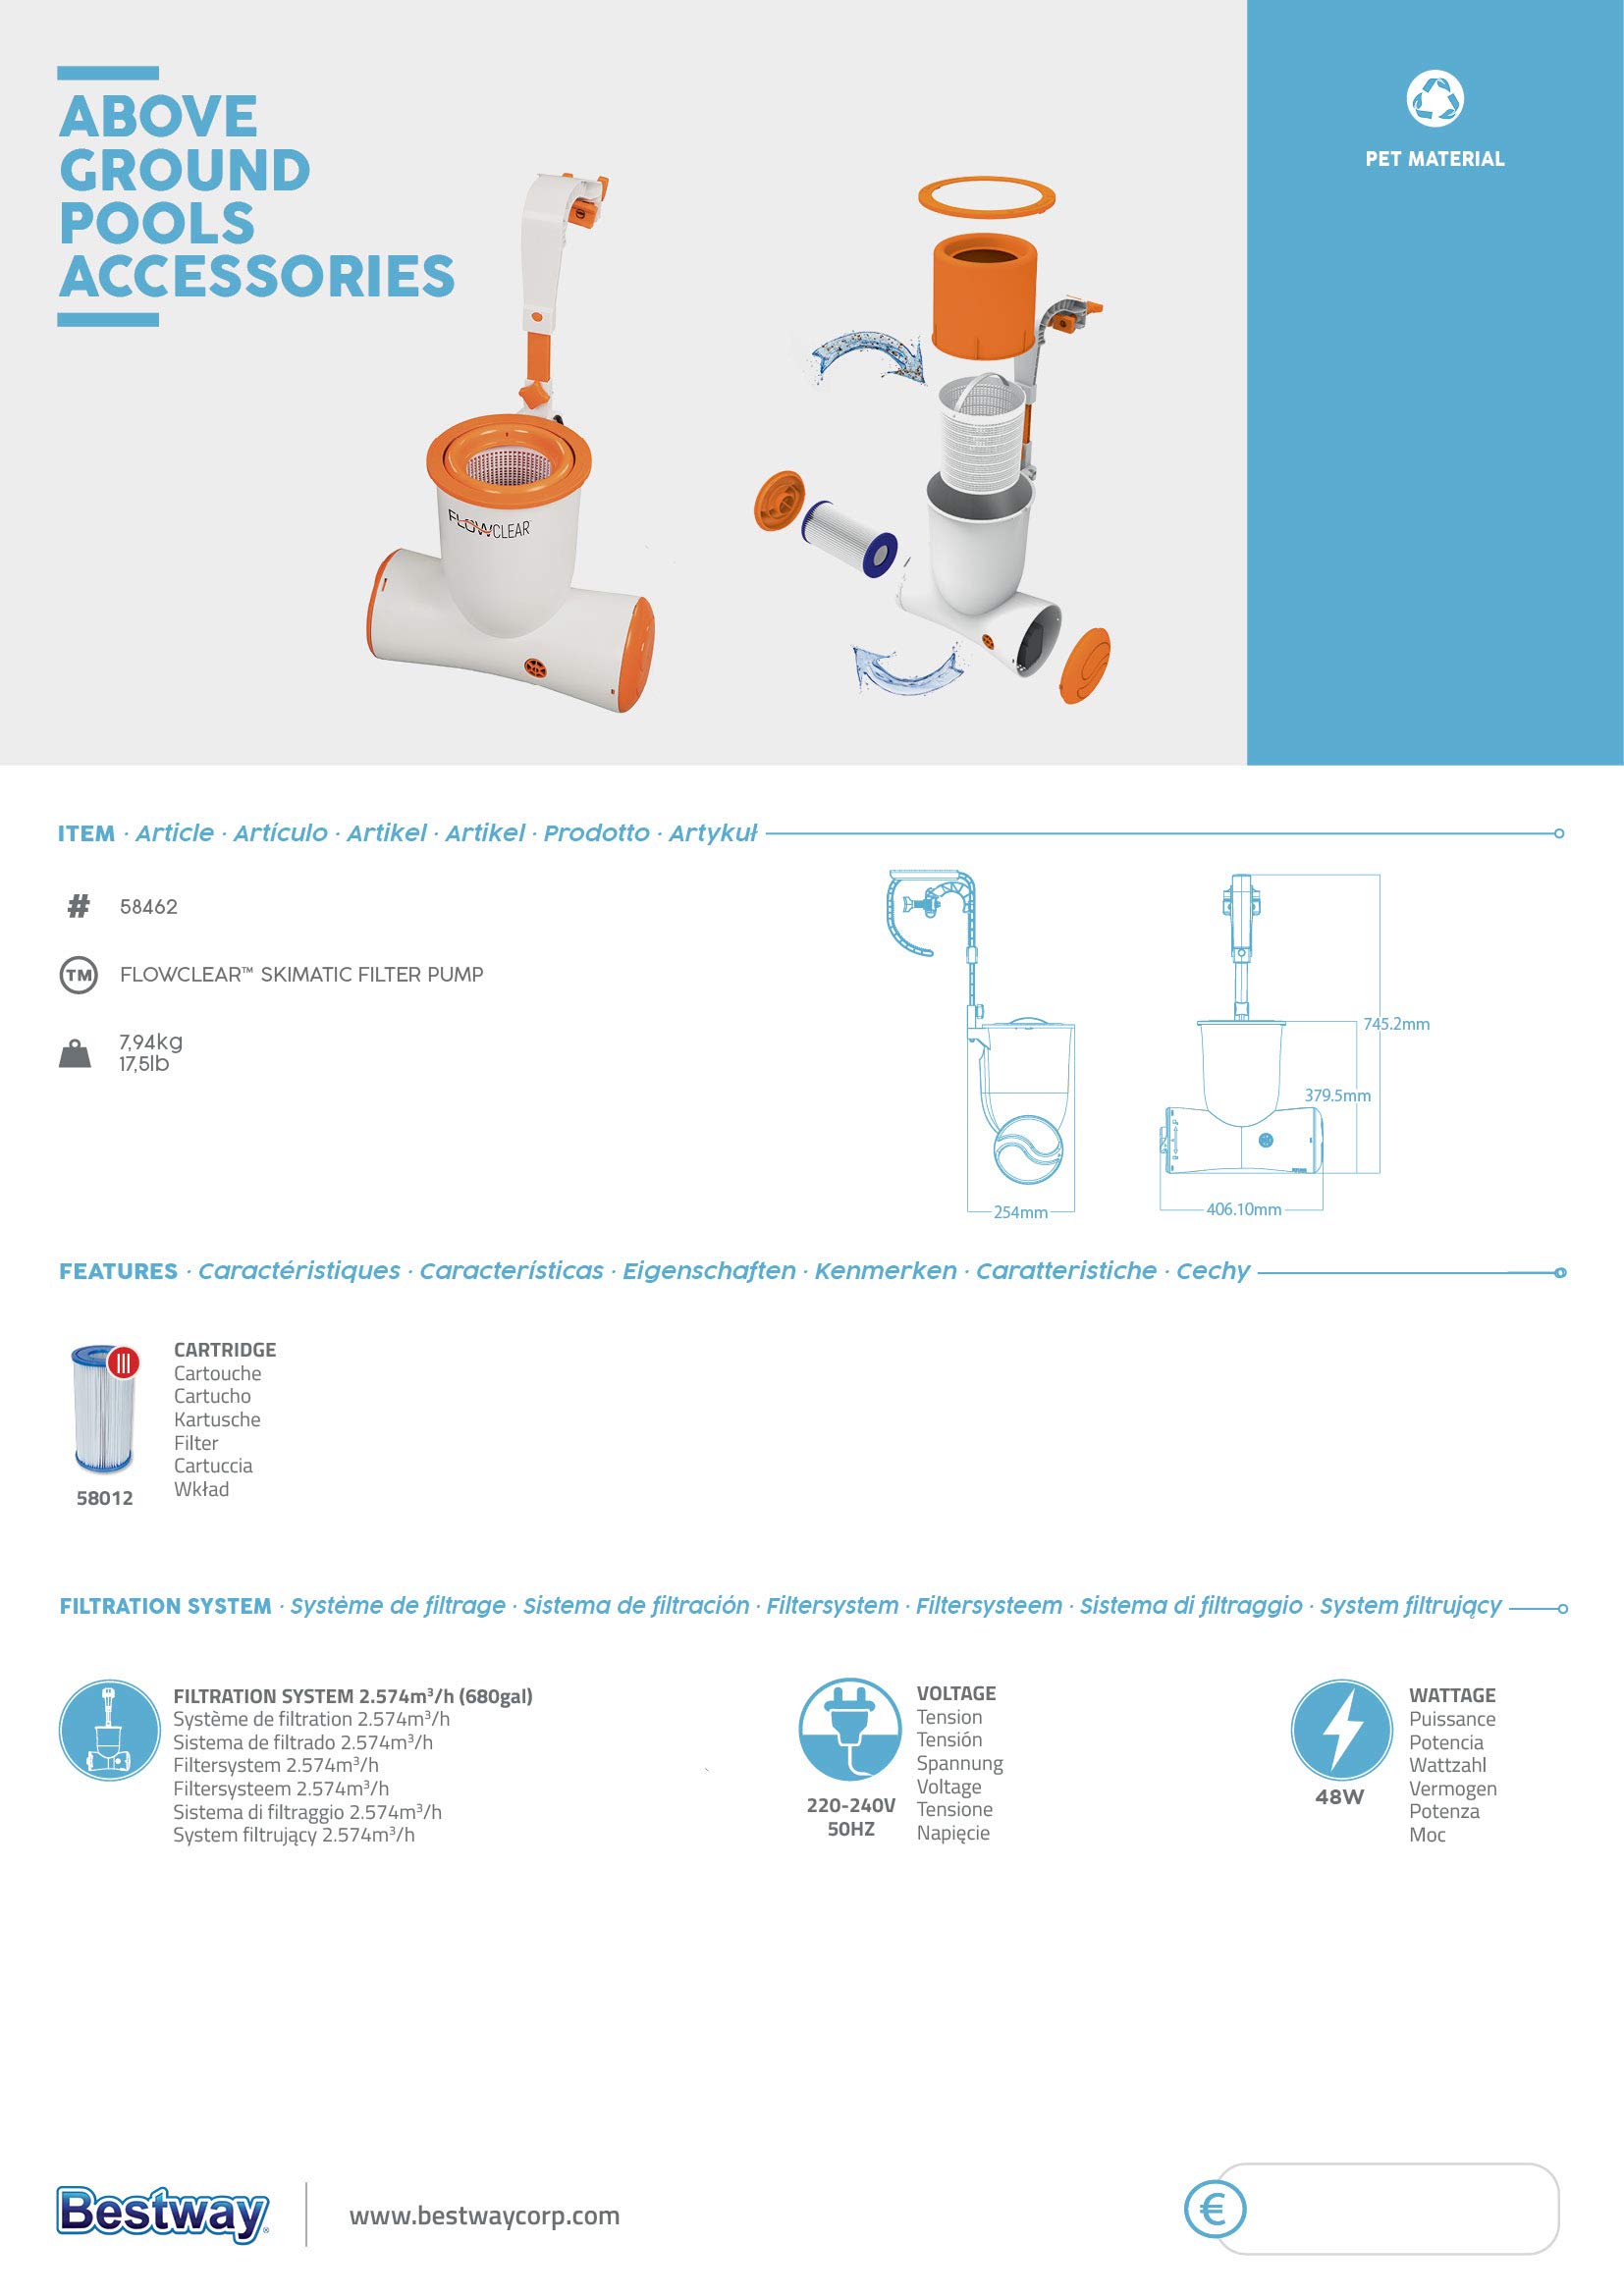 ABOVE
GROUND
POOLS
ACCESSORIES
PET MATERIAL
FLOWCLEAR
ITEM · Article · Artículo · Artikel · Artikel · Prodotto · Artykuł
# 58462
TM FLOWCLEAR™ SKIMATIC FILTER PUMP
7,94kg
17,5lb
745.2mm
379.5mm
254mm
406.10mm
FEATURES · Caractéristiques · Características · Eigenschaften · Kenmerken · Caratteristiche · Cechy
III
58012
CARTRIDGE
Cartouche
Cartucho
Kartusche
Filter
Cartuccia
Wkład
FILTRATION SYSTEM · Système de filtrage · Sistema de filtración · Filtersystem · Filtersysteem · Sistema di filtraggio · System filtrujący
FILTRATION SYSTEM 2.574m³/h (680gal)
Système de filtration 2.574m³/h
Sistema de filtrado 2.574m³/h
Filtersystem 2.574m³/h
Filtersysteem 2.574m³/h
Sistema di filtraggio 2.574m³/h
System filtrujący 2.574m³/h
220-240V
50HZ
VOLTAGE
Tension
Tensión
Spannung
Voltage
Tensione
Napięcie
48W
WATTAGE
Puissance
Potencia
Wattzahl
Vermogen
Potenza
Moc
Bestway®
www.bestwaycorp.com
€